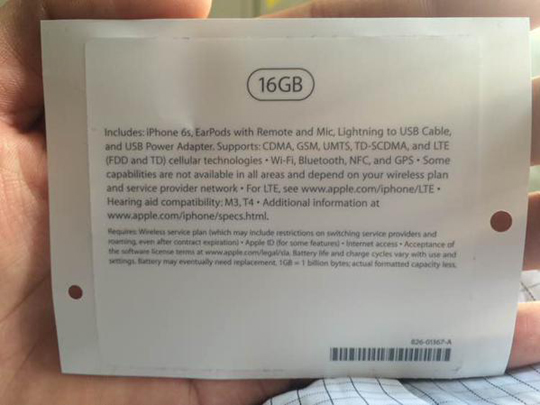 16GB
Includes: iPhone 6s, EarPods with Remote and Mic, Lightning to USB Cable,
and USB Power Adapter. Supports: CDMA, GSM, UMTS, TD-SCDMA, and LTE
(FDD and TD) cellular technologies • Wi-Fi, Bluetooth, NFC, and GPS • Some
capabilities are not available in all areas and depend on your wireless plan
and service provider network • For LTE, see www.apple.com/iphone/LTE •
Hearing aid compatibility: M3, T4 • Additional information at
www.apple.com/iphone/specs.html.
Requires: Wireless service plan (which may include restrictions on switching service providers and
roaming, even after contract expiration) • Apple ID (for some features) • Internet access • Acceptance of
the software license terms at www.apple.com/legal/sla. Battery life and charge cycles vary with use and
settings. Battery may eventually need replacement. 1GB = 1 billion bytes; actual formatted capacity less.
826-01367-A